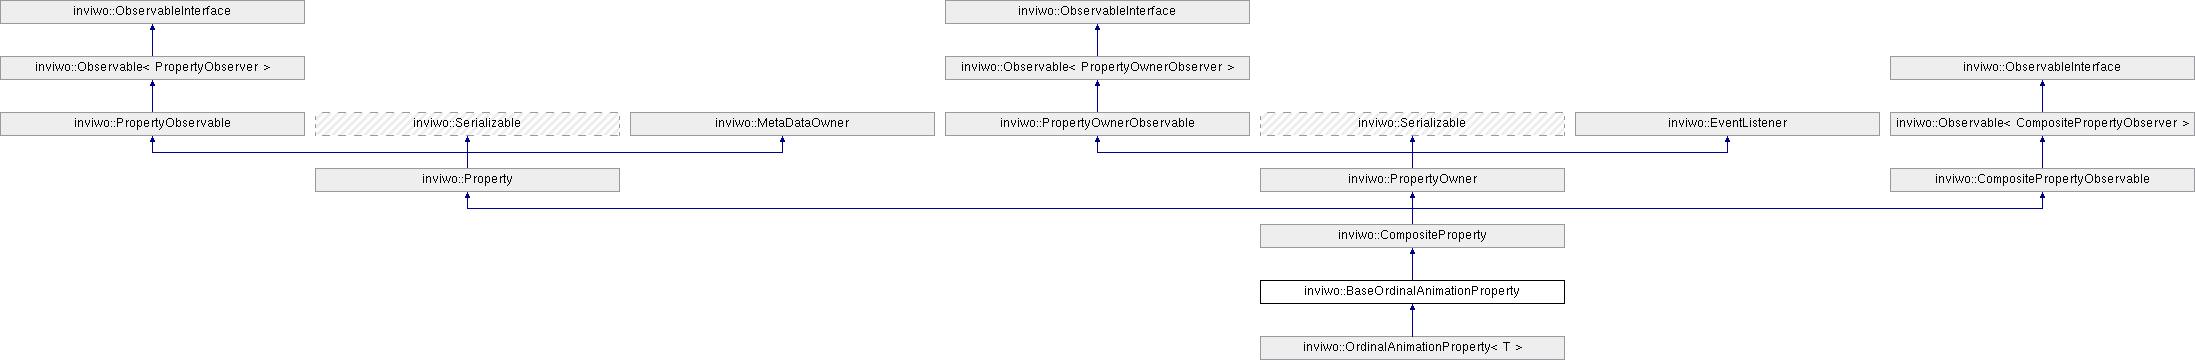 inviwo::ObservableInterface
inviwo::ObservableInterface
inviwo::Observable< PropertyObserver >
inviwo::Observable< PropertyOwnerObserver >
inviwo::ObservableInterface
inviwo::PropertyObservable
inviwo::Serializable
inviwo::MetaDataOwner
inviwo::PropertyOwnerObservable
inviwo::Serializable
inviwo::EventListener
inviwo::Observable< CompositePropertyObserver >
inviwo::Property
inviwo::PropertyOwner
inviwo::CompositePropertyObservable
inviwo::CompositeProperty
inviwo::BaseOrdinalAnimationProperty
inviwo::OrdinalAnimationProperty< T >